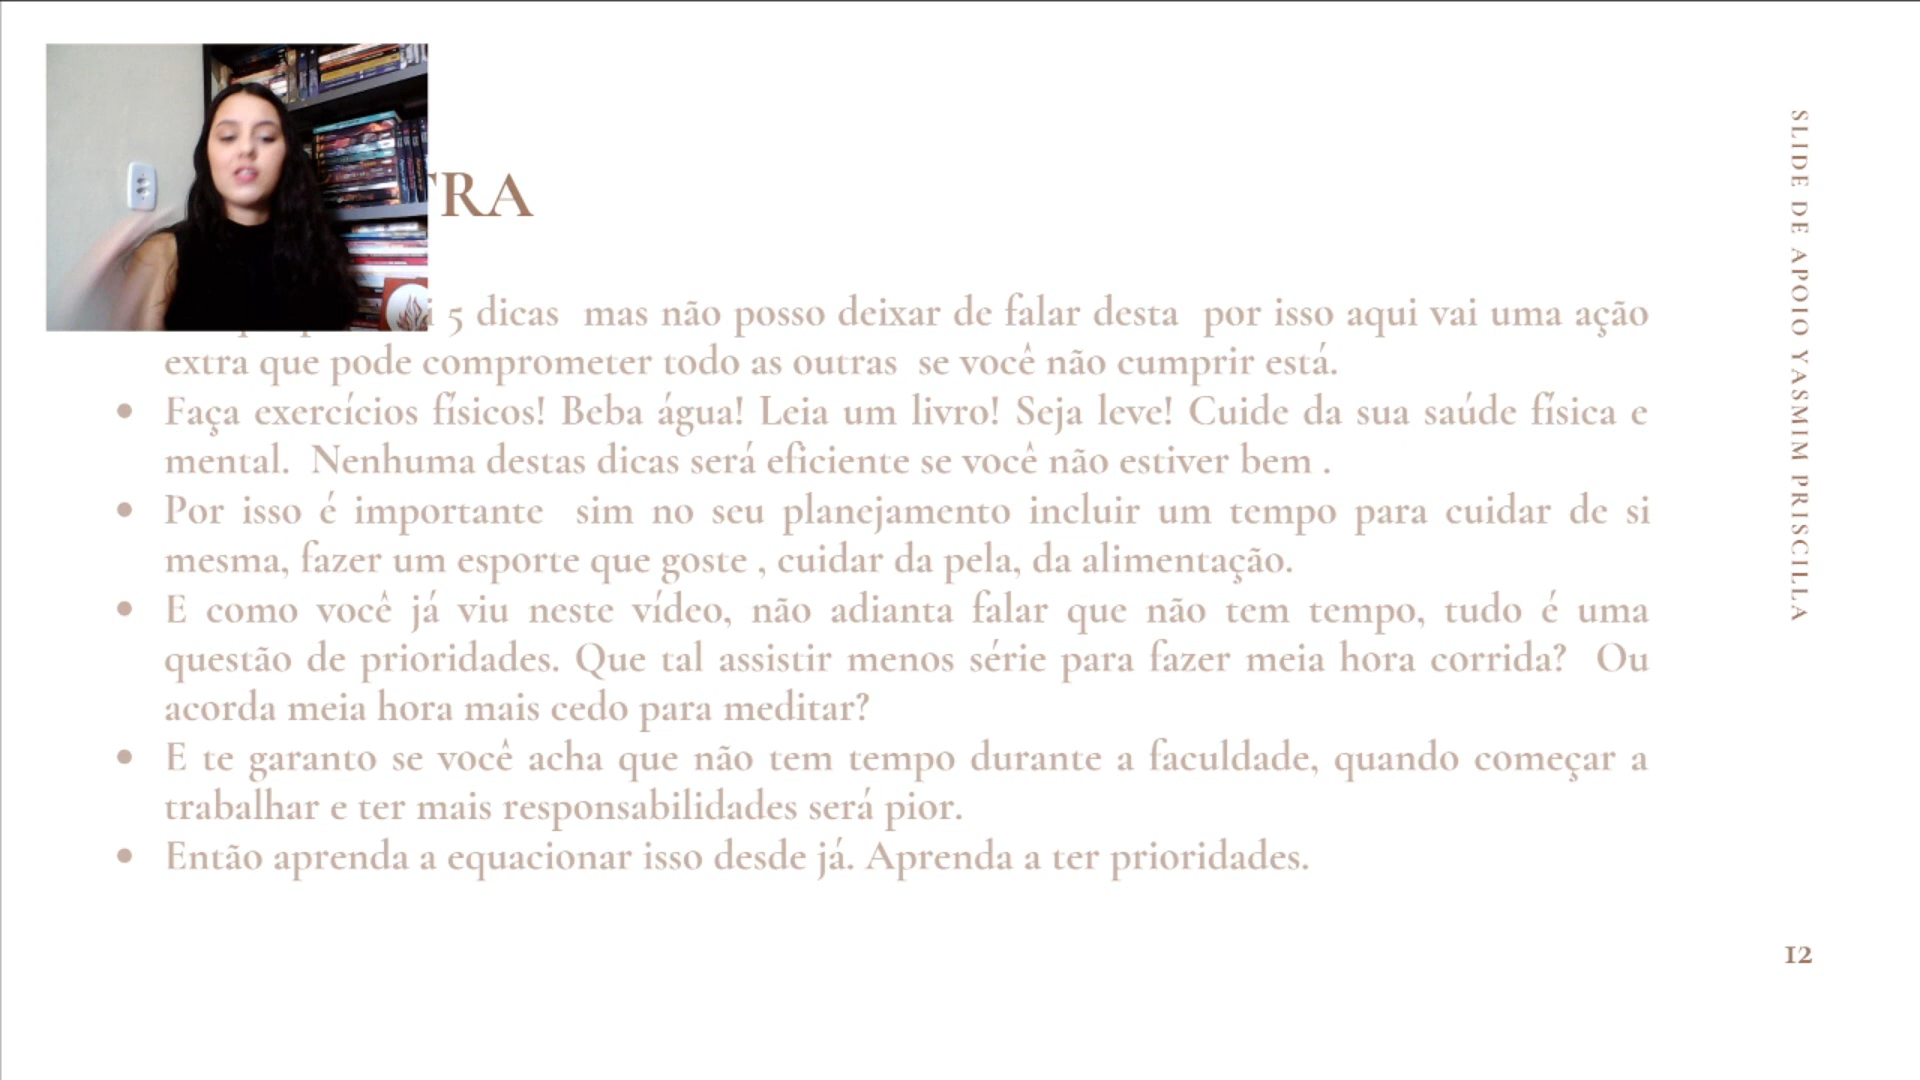 TRA
5 dicas mas não posso deixar de falar desta por isso aqui vai uma ação
extra que pode comprometer todo as outras se você não cumprir está.
• Faça exercícios físicos! Beba água! Leia um livro! Seja leve! Cuide da sua saúde física e
mental. Nenhuma destas dicas será eficiente se você não estiver bem .
• Por isso é importante sim no seu planejamento incluir um tempo para cuidar de si
mesma, fazer um esporte que goste , cuidar da pela, da alimentação.
• E como você já viu neste vídeo, não adianta falar que não tem tempo, tudo é uma
questão de prioridades. Que tal assistir menos série para fazer meia hora corrida? Ou
acorda meia hora mais cedo para meditar?
• E te garanto se você acha que não tem tempo durante a faculdade, quando começar a
trabalhar e ter mais responsabilidades será pior.
• Então aprenda a equacionar isso desde já. Aprenda a ter prioridades.
SLIDE DE APOIO YASMIM PRISCILLA
12